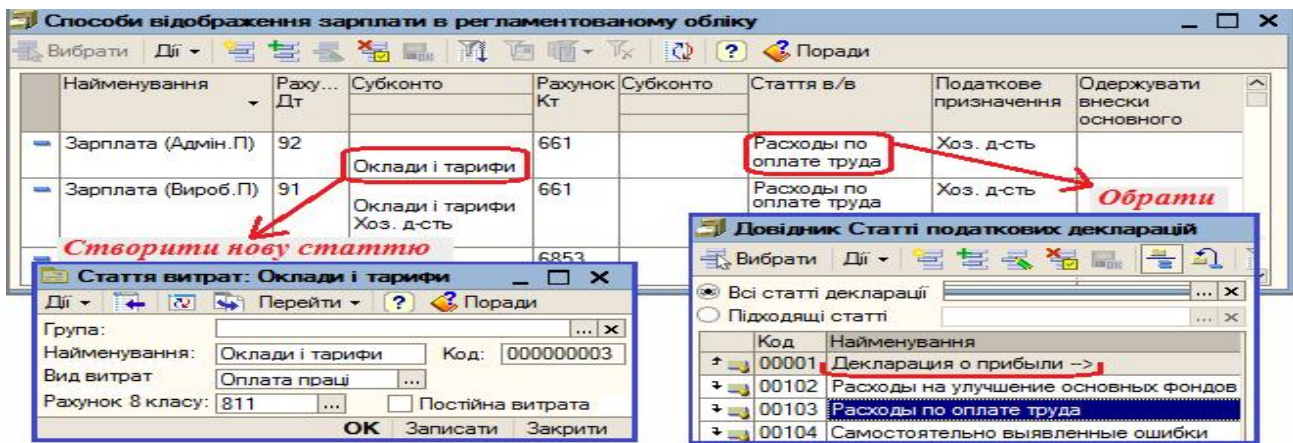 Способи відображення зарплати в регламентованому обліку
Вибрати Дії ? Поради
Найменування Раху... Дт Субконто Рахунок Кт Субконто Стаття в/в Податкове призначення Одержувати внески основного
Зарплата (Адмін.П) 92 Оклади і тарифи 661 Расходы по оплате труда Хоз. д-сть
Зарплата (Вироб.П) 91 Оклади і тарифи Хоз. д-сть 661 Расходы по оплате труда Хоз. д-сть
Обрати
Створити нову статтю
6853
Стаття витрат: Оклади і тарифи
Дії Перейти ? Поради
Група: ... x
Найменування: Оклади і тарифи Код: 000000003
Вид витрат Оплата праці ...
Рахунок 8 класу: 811 ... Постійна витрата
OK Записати Закрити
Довідник Статті податкових декларацій
Вибрати Дії
Всі статті декларації ... x
Підходящі статті ... x
Код Найменування
00001 Декларация о прибыли -->
00102 Расходы на улучшение основных фондов
00103 Расходы по оплате труда
00104 Самостоятельно выявленные ошибки